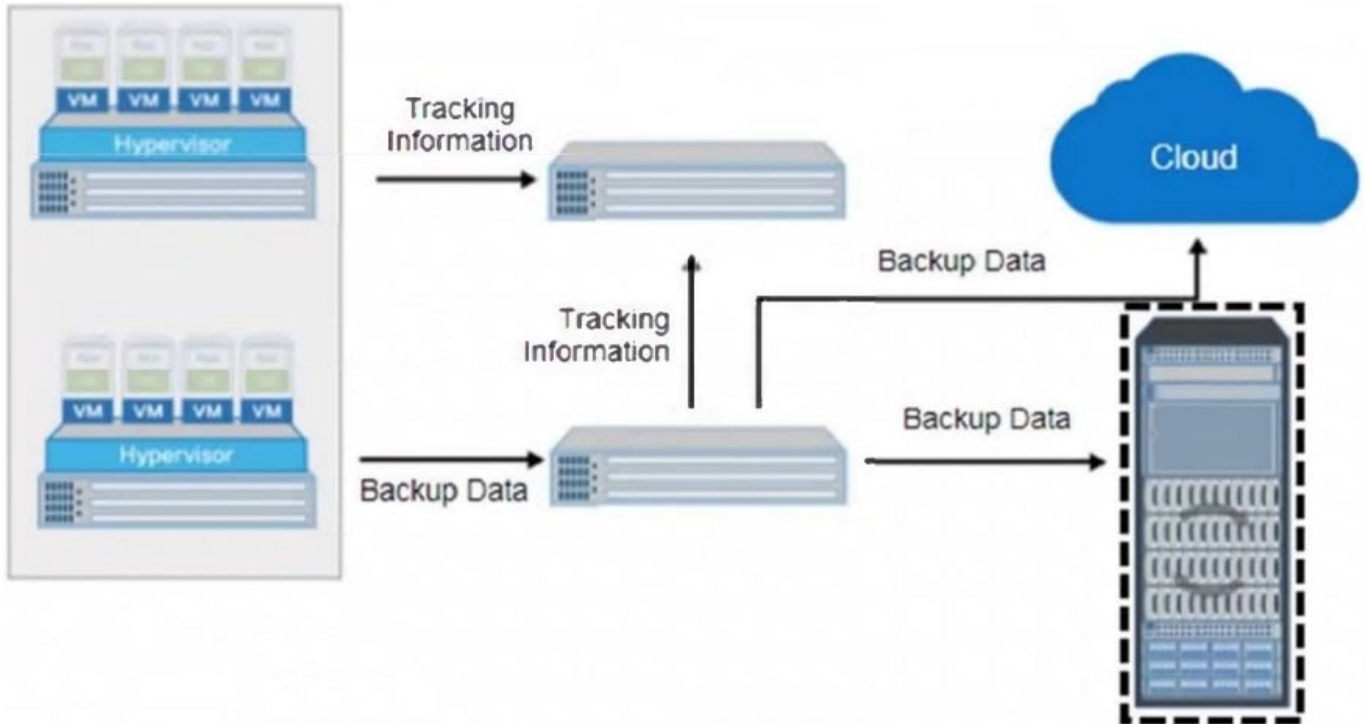 VM VM VM VM
Hypervisor
Tracking
Information
Cloud
Backup Data
Tracking
Information
VM VM VM VM
Hypervisor
Backup Data
Backup Data